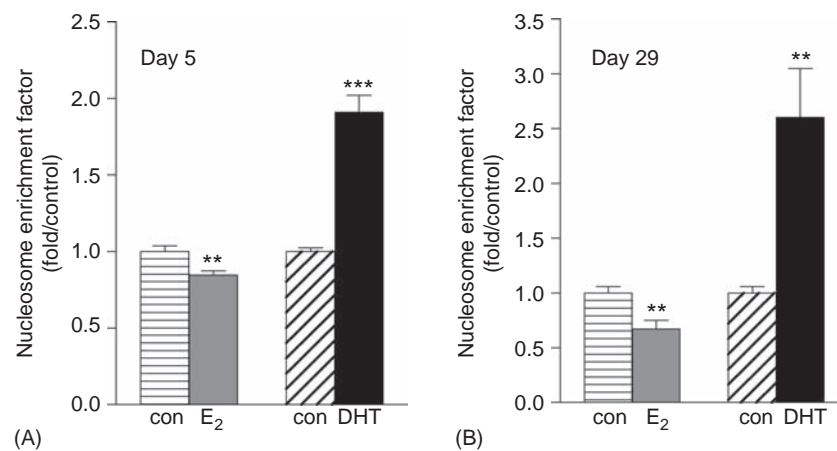 Nucleosome enrichment factor
(fold/control)
2.5
2.0
1.5
1.0
0.5
0.0
Day 5
**
***
con E₂
con DHT
(A)
Nucleosome enrichment factor
(fold/control)
3.5
3.0
2.5
2.0
1.5
1.0
0.5
0.0
Day 29
**
**
con E₂
con DHT
(B)